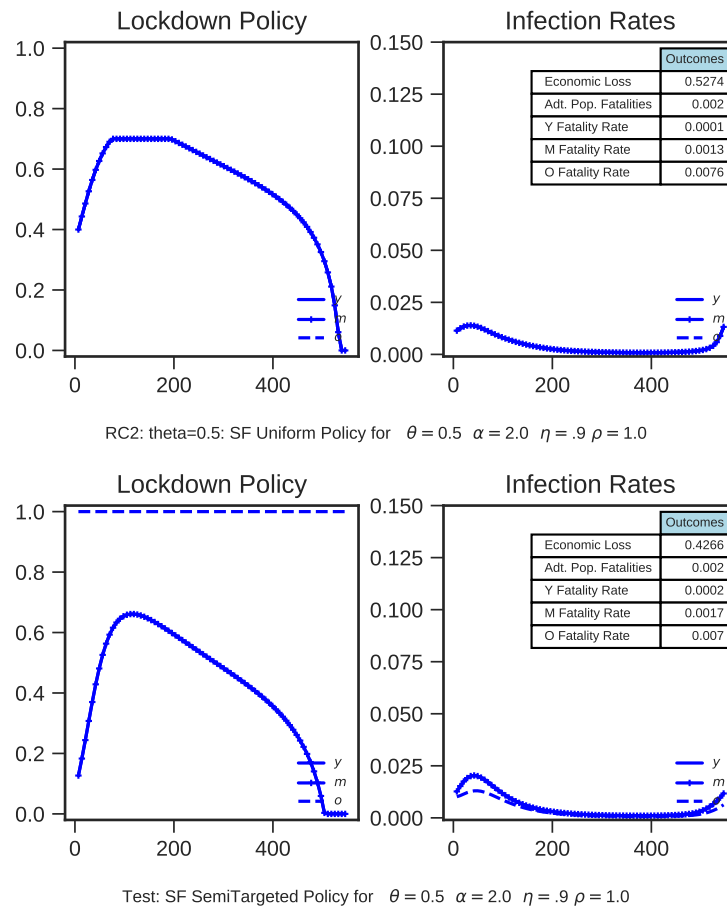 Lockdown Policy
Infection Rates
1.0
0.8
0.6
0.4
0.2
0.0
0 200 400
y
m
0.150
0.125
0.100
0.075
0.050
0.025
0.000
0 200 400
Outcomes
Economic Loss 0.5274
Adt. Pop. Fatalities 0.002
Y Fatality Rate 0.0001
M Fatality Rate 0.0013
O Fatality Rate 0.0076
y
m
o
RC2: theta=0.5: SF Uniform Policy for θ = 0.5 α = 2.0 η = .9 ρ = 1.0
Lockdown Policy
Infection Rates
1.0
0.8
0.6
0.4
0.2
0.0
0 200 400
y
m
o
0.150
0.125
0.100
0.075
0.050
0.025
0.000
0 200 400
Outcomes
Economic Loss 0.4266
Adt. Pop. Fatalities 0.002
Y Fatality Rate 0.0002
M Fatality Rate 0.0017
O Fatality Rate 0.007
y
m
Test: SF SemiTargeted Policy for θ = 0.5 α = 2.0 η = .9 ρ = 1.0